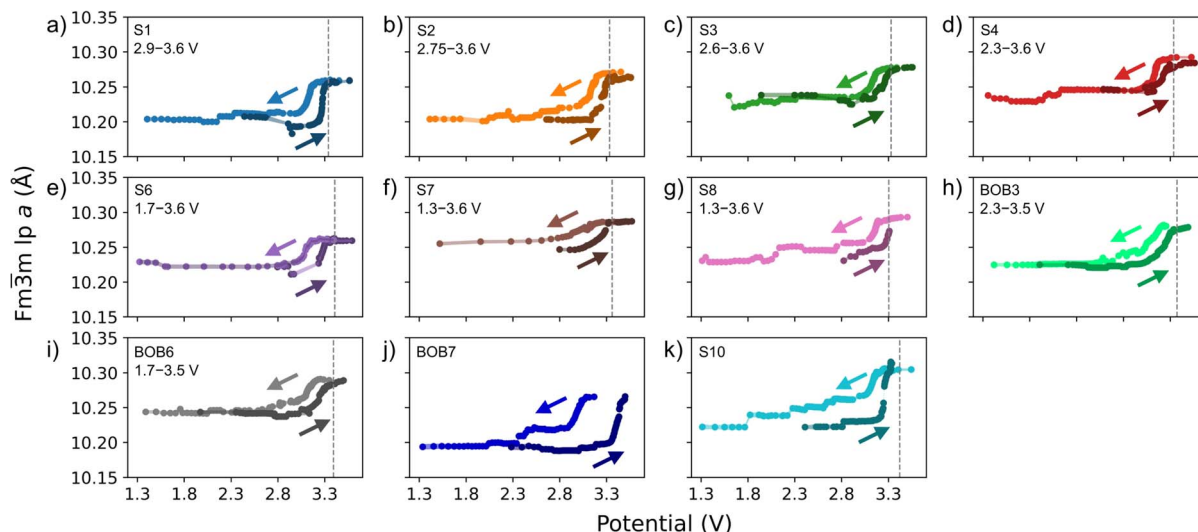 a) S1
2.9−3.6 V
b) S2
2.75−3.6 V
c) S3
2.6−3.6 V
d) S4
2.3−3.6 V
10.35
10.30
10.25
10.20
10.15
e) S6
1.7−3.6 V
f) S7
1.3−3.6 V
g) S8
1.3−3.6 V
h) BOB3
2.3−3.5 V
10.35
10.30
10.25
10.20
10.15
Fm3̅m lp a (Å)
i) BOB6
1.7−3.5 V
j) BOB7
k) S10
10.35
10.30
10.25
10.20
10.15
1.3 1.8 2.3 2.8 3.3
1.3 1.8 2.3 2.8 3.3
1.3 1.8 2.3 2.8 3.3
Potential (V)